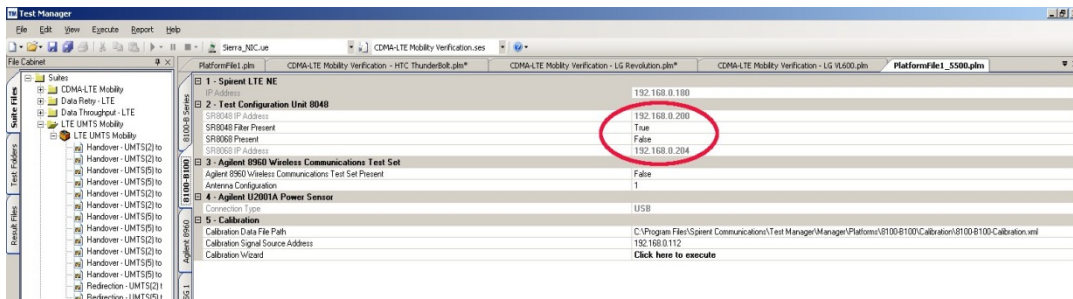 Test Manager
File Edit View Execute Report Help
Sierra_NIC.ue CDMA-LTE Mobility Verification.ses
File Cabinet
PlatformFile1.plm CDMA-LTE Moblity Verification - HTC ThunderBolt.plm* CDMA-LTE Moblity Verification - LG Revolution.plm* CDMA-LTE Moblity Verification - LG VL600.plm PlatformFile1_5500.plm
Suite Files
Test Folders
Result Files
Suites
CDMA-LTE Mobility
Data Retry - LTE
Data Throughput - LTE
LTE UMTS Mobility
LTE UMTS Mobility
Handover - UMTS(2) to
Handover - UMTS(5) to
Handover - UMTS(5) to
Handover - UMTS(2) to
Handover - UMTS(2) to
Handover - UMTS(5) to
Handover - UMTS(5) to
Handover - UMTS(2) to
Handover - UMTS(2) to
Handover - UMTS(5) to
Handover - UMTS(5) to
Redirection - UMTS(2) t
Redirection - UMTS(5) t
8100-B Series
8100-B100
Agilent 8960
1 - Spirent LTE NE
IP Address 192.168.0.180
2 - Test Configuration Unit 8048
SR8048 IP Address 192.168.0.200
SR8048 Filter Present True
SR8068 Present False
SR8068 IP Address 192.168.0.204
3 - Agilent 8960 Wireless Communications Test Set
Agilent 8960 Wireless Communications Test Set Present False
Antenna Configuration 1
4 - Agilent U2001A Power Sensor
Connection Type USB
5 - Calibration
Calibration Data File Path C:\Program Files\Spirent Communications\Test Manager\Manager\Platforms\8100-B100\Calibration\8100-B100-Calibration.xml
Calibration Signal Source Address 192.168.0.112
Calibration Wizard Click here to execute